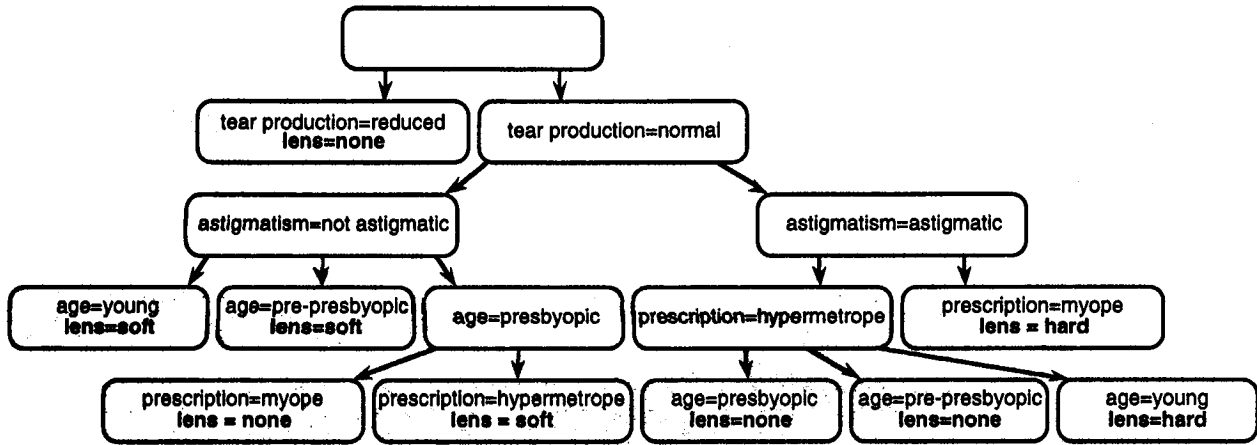 tear production=reduced
lens=none
tear production=normal
astigmatism=not astigmatic
astigmatism=astigmatic
age=young
lens=soft
age=pre-presbyopic
lens=soft
age=presbyopic
prescription=hypermetrope
prescription=myope
lens = hard
prescription=myope
lens = none
prescription=hypermetrope
lens = soft
age=presbyopic
lens=none
age=pre-presbyopic
lens=none
age=young
lens=hard